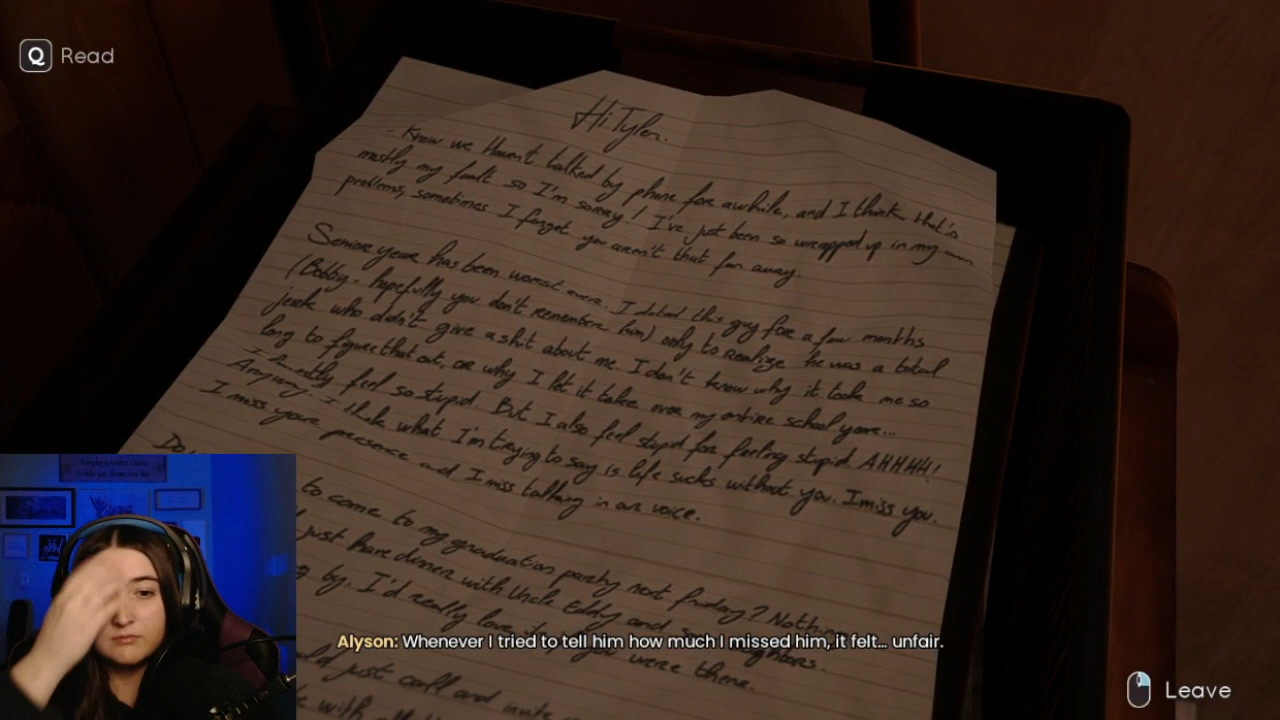 Q Read
Hi Tyler.
- Know we haven't talked by phone for awhile, and I think that's
mostly my fault so I'm sorry! I've just been so wrapped up in my own
problems, sometimes I forget you aren't that far away.
Senior year has been worst ever. I dated this guy for a few months
(Bobby - hopefully you don't remember him) only to realize he was a total
jerk who didn't give a shit about me. I don't know why it took me so
long to figure that out, or why I let it take over my entire school year...
I honestly feel so stupid. But I also feel stupid for feeling stupid. AHHHH!
Anyway, I think what I'm trying to say is life sucks without you. I miss you.
I miss your presence and I miss talking in our voice.
to come to my graduation party next friday? Nothing
just have dinner with Uncle Eddy and some neighbors.
by. I'd really love it if you were there.
just call and invite
with
Alyson: Whenever I tried to tell him how much I missed him, it felt... unfair.
Leave